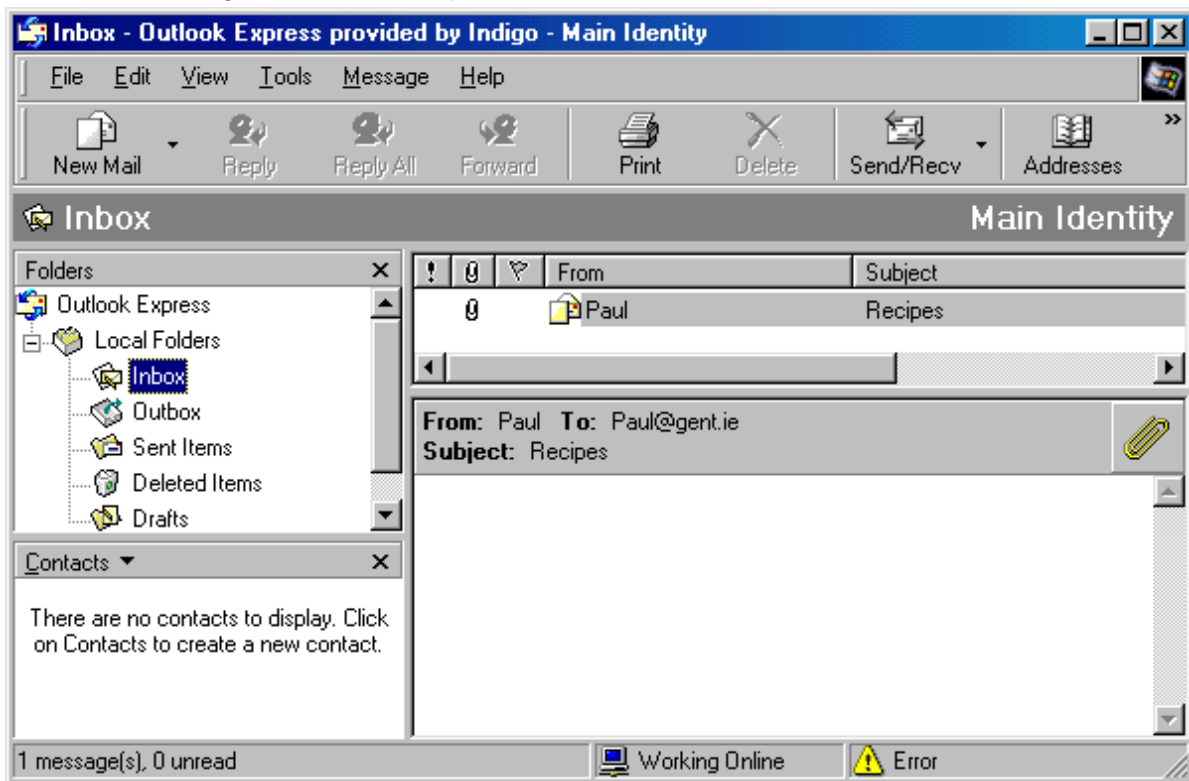 Inbox - Outlook Express provided by Indigo - Main Identity
File Edit View Tools Message Help
New Mail Reply Reply All Forward Print Delete Send/Recv Addresses »
Inbox Main Identity
Folders
Outlook Express
Local Folders
Inbox
Outbox
Sent Items
Deleted Items
Drafts
Contacts
There are no contacts to display. Click
on Contacts to create a new contact.
! From Subject
Paul Recipes
From: Paul To: Paul@gent.ie
Subject: Recipes
1 message(s), 0 unread Working Online Error